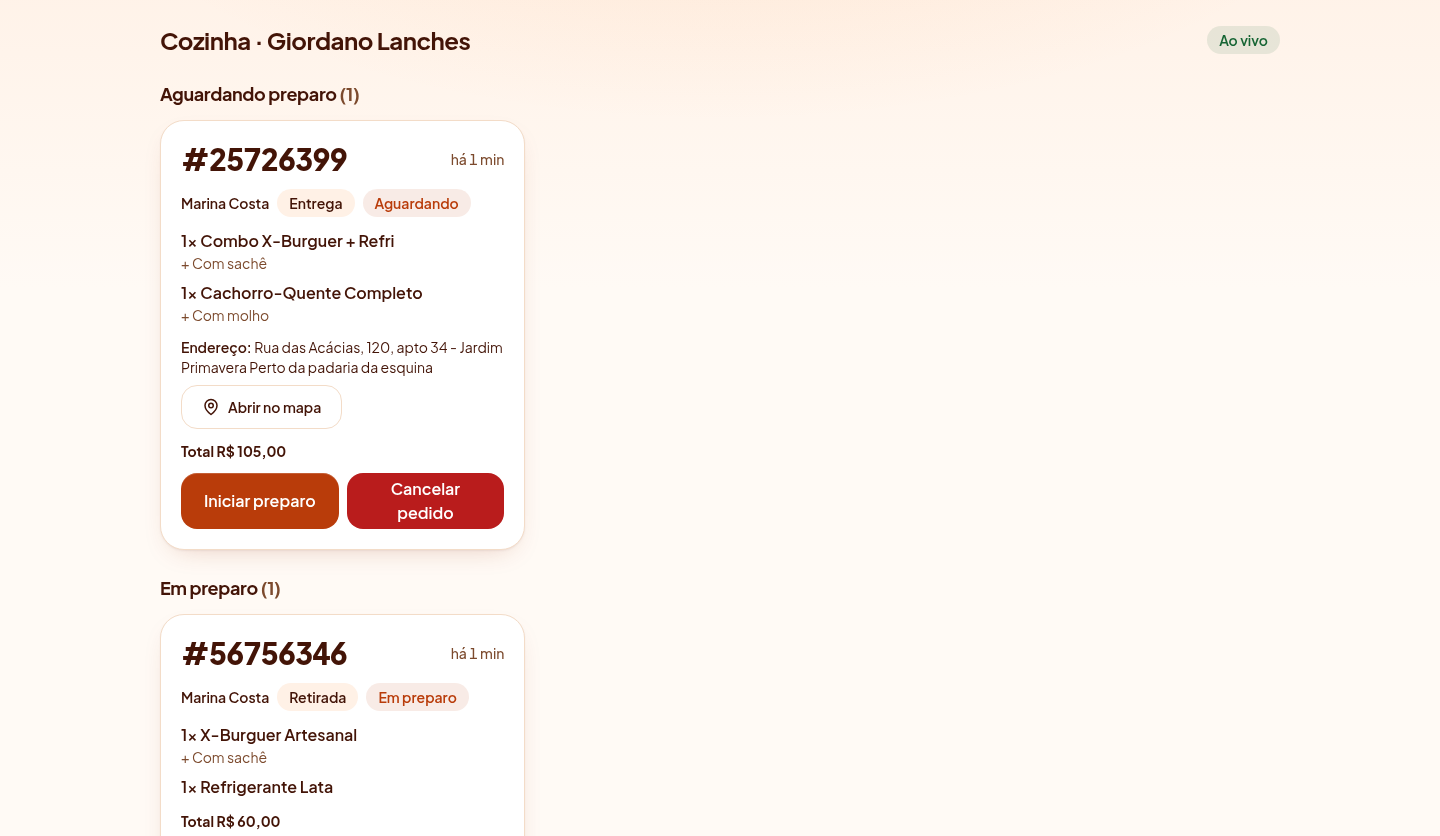 Cozinha · Giordano Lanches
Ao vivo
Aguardando preparo (1)
#25726399
há 1 min
Marina Costa
Entrega
Aguardando
1× Combo X-Burguer + Refri
+ Com sachê
1× Cachorro-Quente Completo
+ Com molho
Endereço: Rua das Acácias, 120, apto 34 - Jardim
Primavera Perto da padaria da esquina
Abrir no mapa
Total R$ 105,00
Iniciar preparo
Cancelar
pedido
Em preparo (1)
#56756346
há 1 min
Marina Costa
Retirada
Em preparo
1× X-Burguer Artesanal
+ Com sachê
1× Refrigerante Lata
Total R$ 60,00